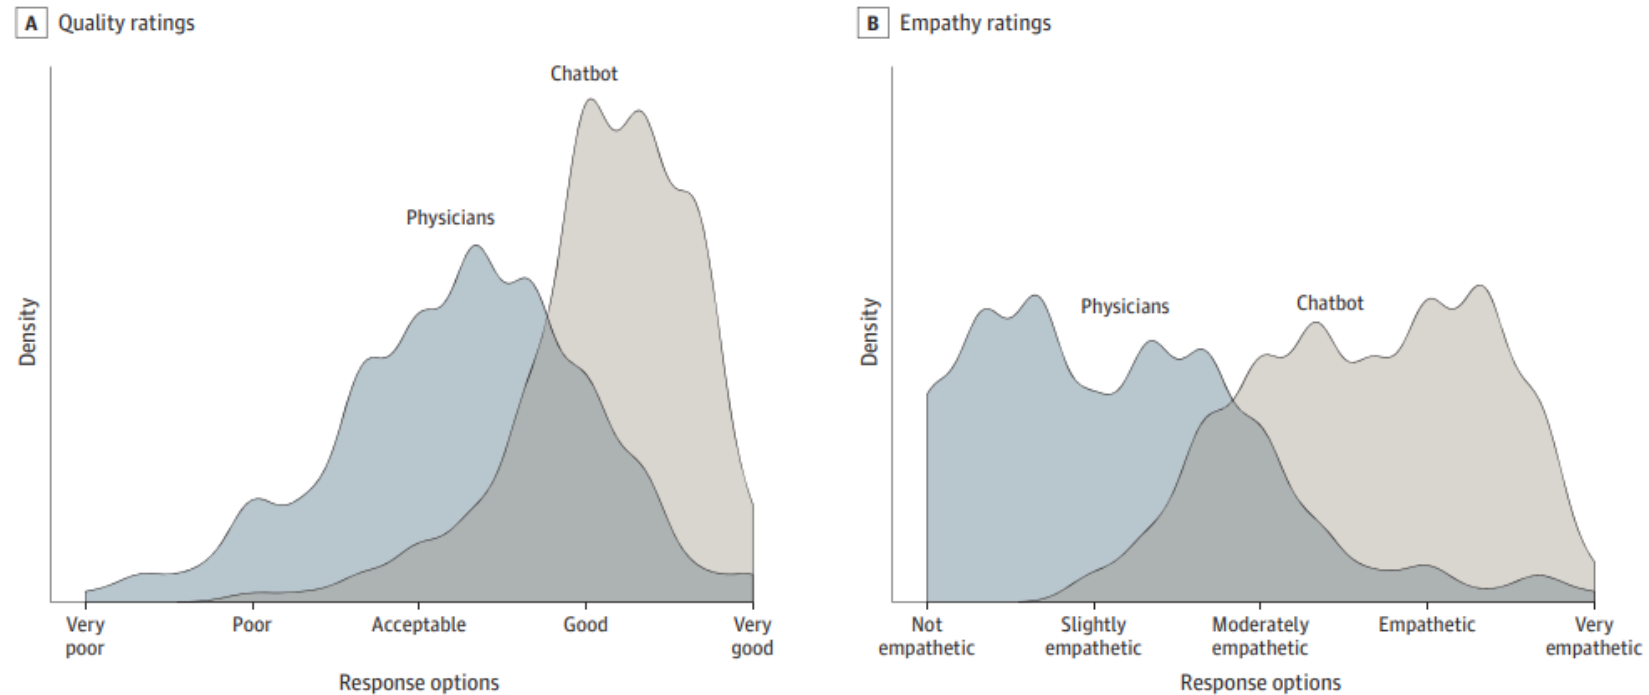 A Quality ratings
Chatbot
Physicians
Density
Very poor
Poor
Acceptable
Good
Very good
Response options
B Empathy ratings
Physicians
Chatbot
Density
Not empathetic
Slightly empathetic
Moderately empathetic
Empathetic
Very empathetic
Response options